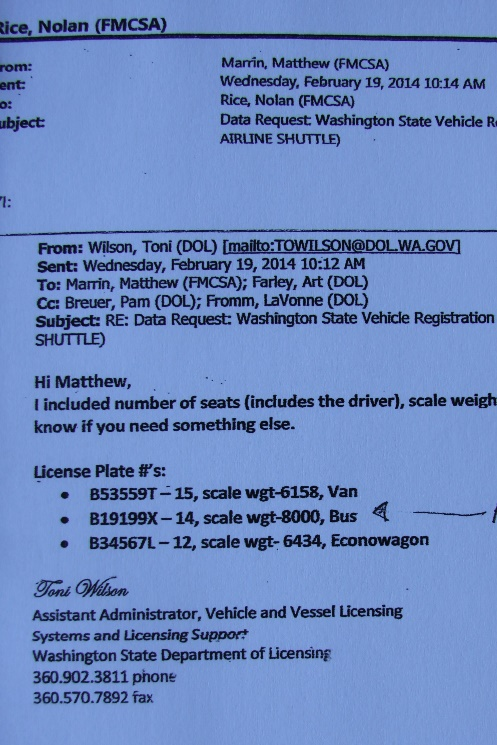 Rice, Nolan (FMCSA)
rom: Marrin, Matthew (FMCSA)
ent: Wednesday, February 19, 2014 10:14 AM
o: Rice, Nolan (FMCSA)
ubject: Data Request: Washington State Vehicle Re
AIRLINE SHUTTLE)
I:
From: Wilson, Toni (DOL) [mailto:TOWILSON@DOL.WA.GOV]
Sent: Wednesday, February 19, 2014 10:12 AM
To: Marrin, Matthew (FMCSA); Farley, Art (DOL)
Cc: Breuer, Pam (DOL); Fromm, LaVonne (DOL)
Subject: RE: Data Request: Washington State Vehicle Registration
SHUTTLE)
Hi Matthew,
I included number of seats (includes the driver), scale weigh
know if you need something else.
License Plate #'s:
• B53559T – 15, scale wgt-6158, Van
• B19199X – 14, scale wgt-8000, Bus
• B34567L – 12, scale wgt- 6434, Econowagon
Toni Wilson
Assistant Administrator, Vehicle and Vessel Licensing
Systems and Licensing Support
Washington State Department of Licensing
360.902.3811 phone
360.570.7892 fax